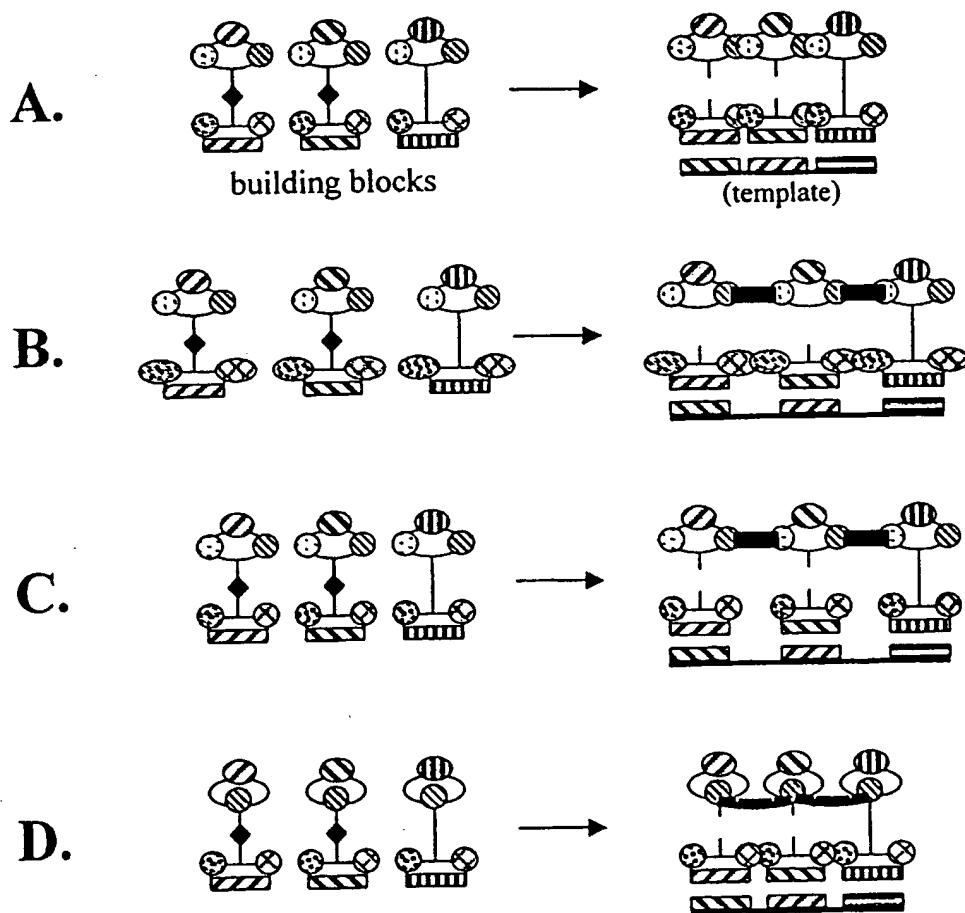 A.
building blocks
(template)
B.
C.
D.